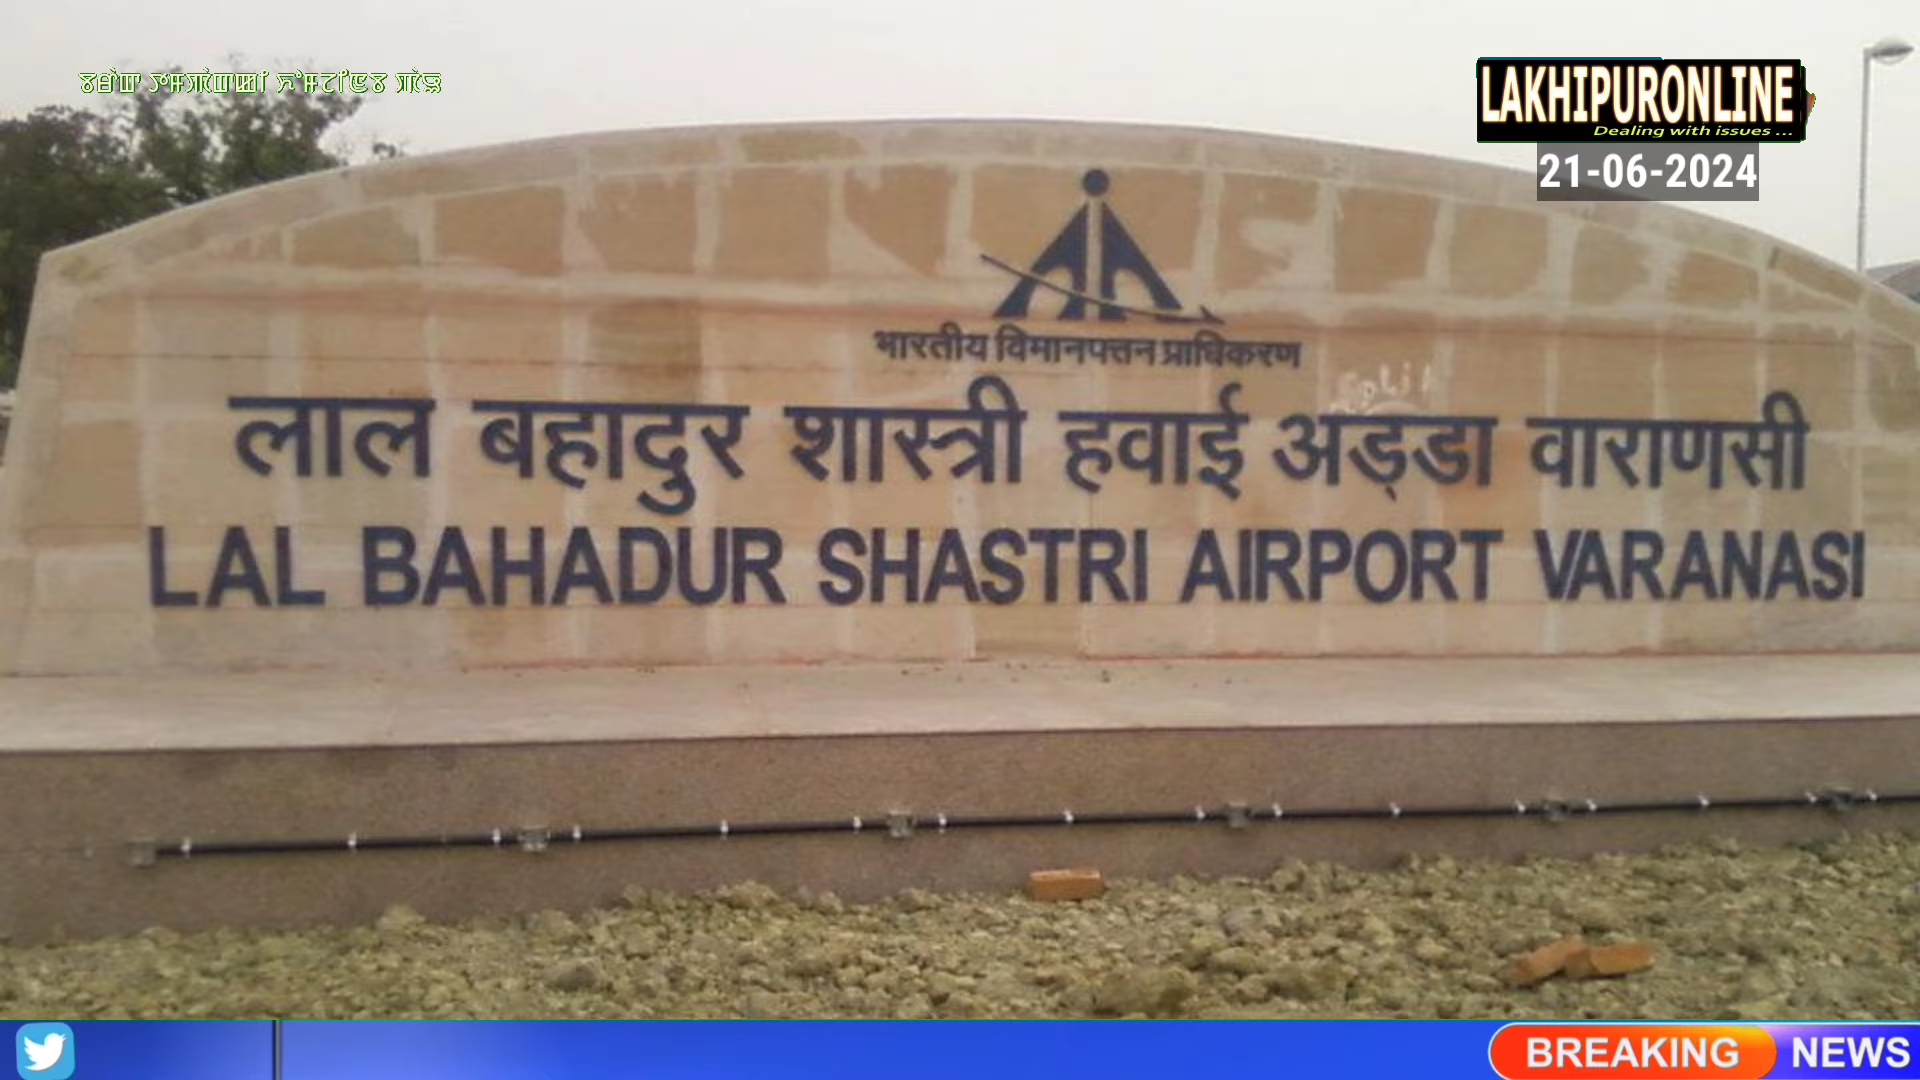 LAKHIPURONLINE
Dealing with issues ...
21-06-2024
भारतीय विमानपत्तन प्राधिकरण
लाल बहादुर शास्त्री हवाई अड्डा वाराणसी
LAL BAHADUR SHASTRI AIRPORT VARANASI
BREAKING NEWS